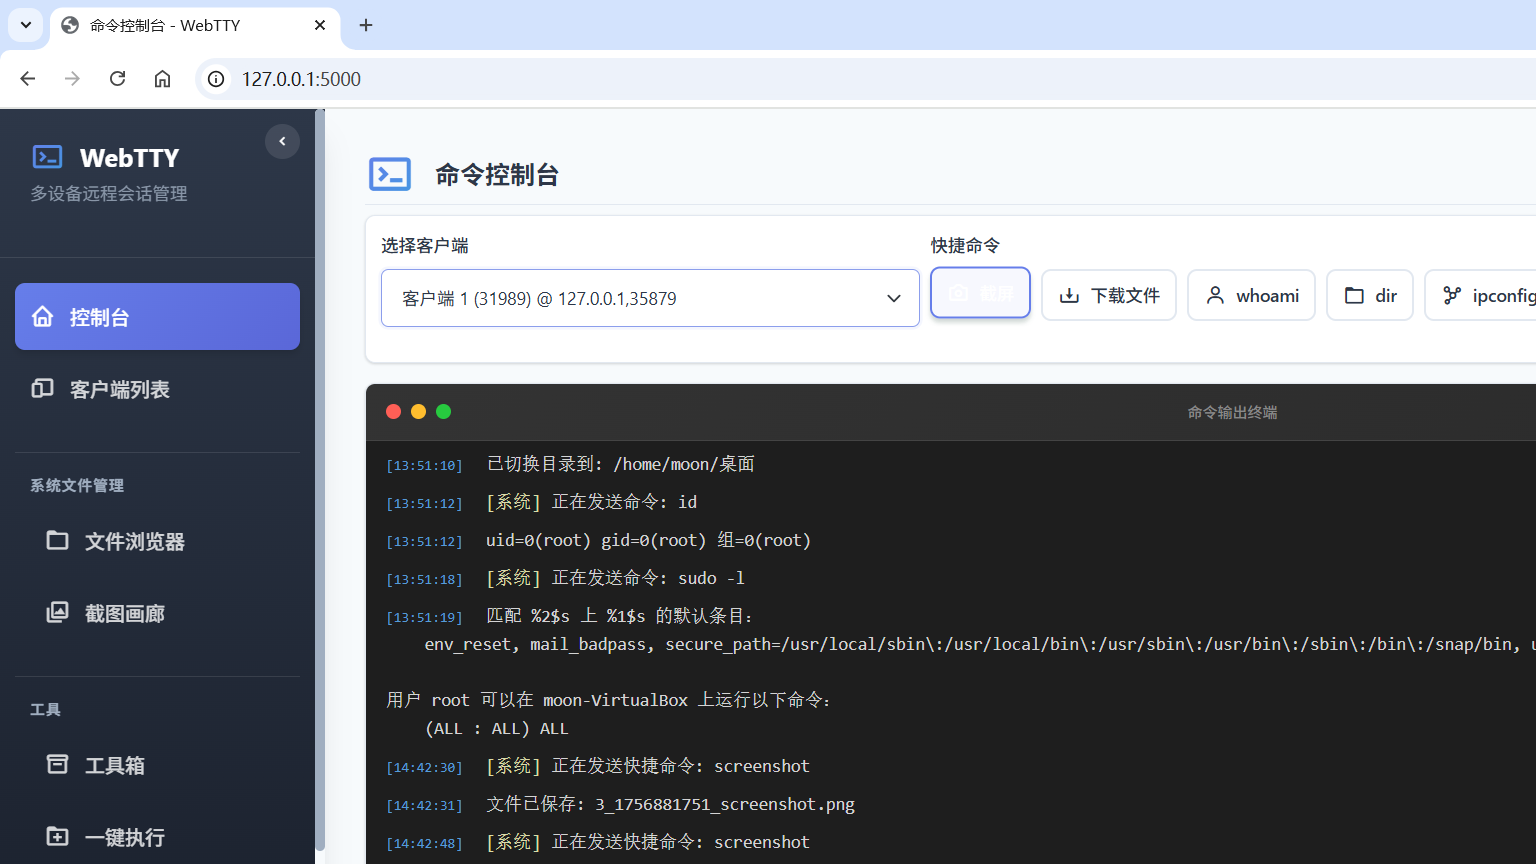 命令控制台 - WebTTY
127.0.0.1:5000
WebTTY
多设备远程会话管理
控制台
客户端列表
系统文件管理
文件浏览器
截图画廊
工具
工具箱
一键执行
命令控制台
选择客户端
客户端 1 (31989) @ 127.0.0.1,35879
快捷命令
截屏
下载文件
whoami
dir
ipconfig
命令输出终端
[13:51:10] 已切换目录到: /home/moon/桌面
[13:51:12] [系统] 正在发送命令: id
[13:51:12] uid=0(root) gid=0(root) 组=0(root)
[13:51:18] [系统] 正在发送命令: sudo -l
[13:51:19] 匹配 %2$s 上 %1$s 的默认条目:
env_reset, mail_badpass, secure_path=/usr/local/sbin\:/usr/local/bin\:/usr/sbin\:/usr/bin\:/sbin\:/bin\:/snap/bin, u
用户 root 可以在 moon-VirtualBox 上运行以下命令:
(ALL : ALL) ALL
[14:42:30] [系统] 正在发送快捷命令: screenshot
[14:42:31] 文件已保存: 3_1756881751_screenshot.png
[14:42:48] [系统] 正在发送快捷命令: screenshot